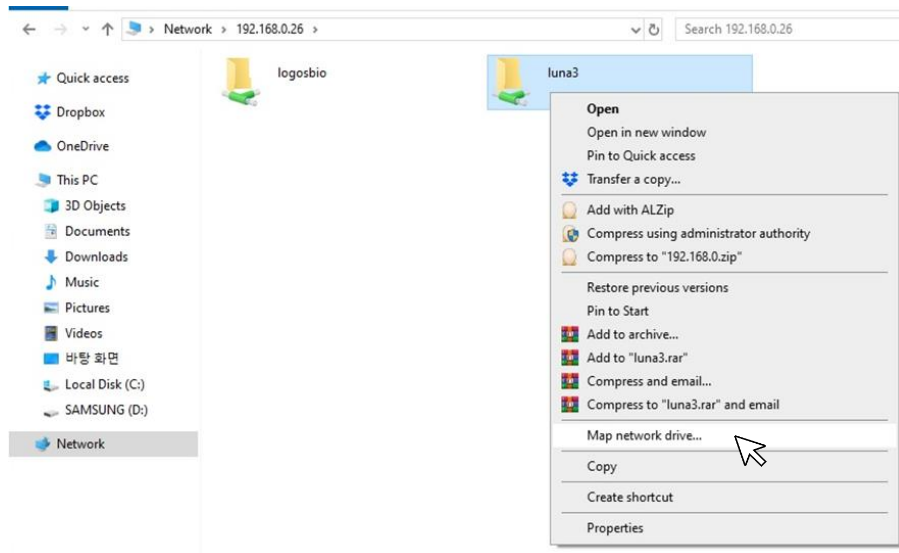 Network > 192.168.0.26 >
Search 192.168.0.26
Quick access
Dropbox
OneDrive
This PC
3D Objects
Documents
Downloads
Music
Pictures
Videos
바탕 화면
Local Disk (C:)
SAMSUNG (D:)
Network
logosbio
luna3
Open
Open in new window
Pin to Quick access
Transfer a copy...
Add with ALZip
Compress using administrator authority
Compress to "192.168.0.zip"
Restore previous versions
Pin to Start
Add to archive...
Add to "luna3.rar"
Compress and email...
Compress to "luna3.rar" and email
Map network drive...
Copy
Create shortcut
Properties